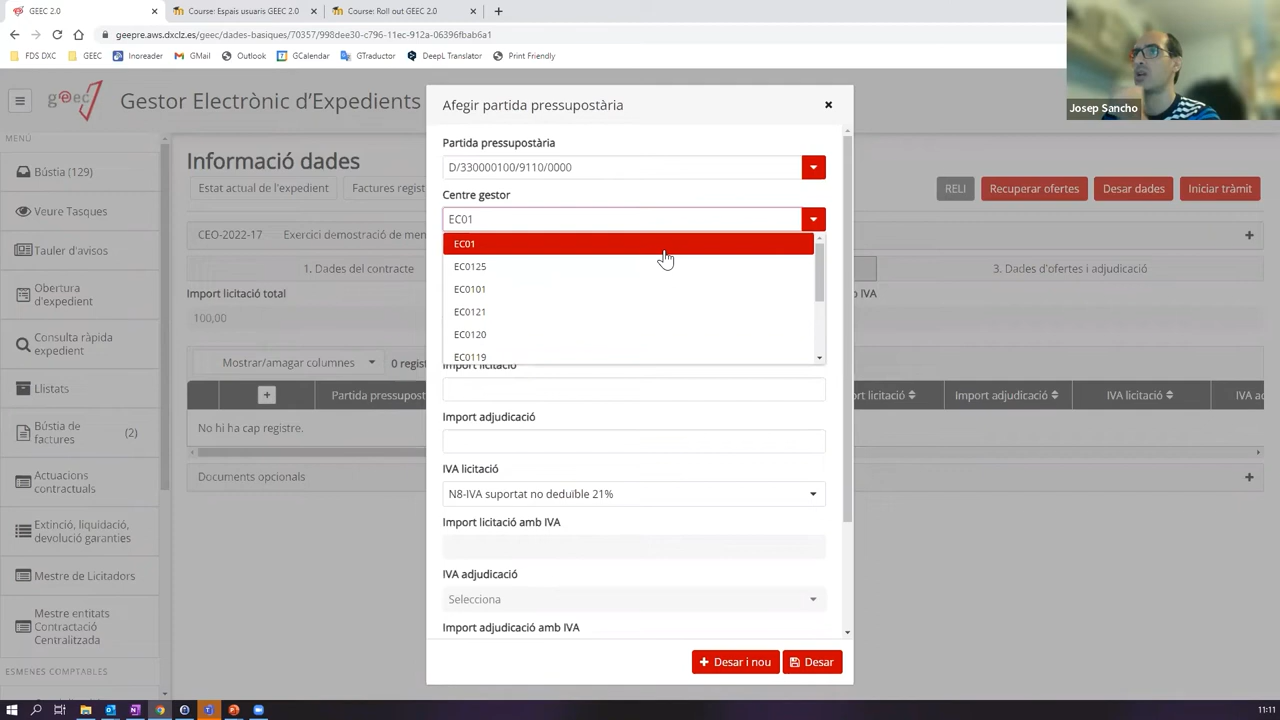 GEEC 2.0
Course: Espais usuaris GEEC 2.0
Course: Roll out GEEC 2.0
geepre.aws.dxclz.es/geec/dades-basiques/70357/998dee30-c796-11ec-912a-06396fbab6a1
FDS DXC
GEEC
Inoreader
GMail
Outlook
GCalendar
GTraductor
DeepL Translator
Print Friendly
Josep Sancho
geec
Gestor Electrònic d'Expedients
MENÚ
Bústia (129)
Veure Tasques
Tauler d'avisos
Obertura d'expedient
Consulta ràpida expedient
Llistats
Bústia de factures (2)
Actuacions contractuals
Extinció, liquidació, devolució garanties
Mestre de Licitadors
Mestre entitats Contractació Centralitzada
ESMENES COMPTABLES
Informació dades
Estat actual de l'expedient
Factures regist
RELI
Recuperar ofertes
Desar dades
Iniciar tràmit
CEO-2022-17
Exercici demostració de mer
1. Dades del contracte
3. Dades d'ofertes i adjudicació
Import licitació total
b IVA
100,00
Mostrar/amagar columnes
0 regist
Partida pressupost
ort licitació
Import adjudicació
IVA licitació
IVA ad
No hi ha cap registre.
Documents opcionals
Afegir partida pressupostària
Partida pressupostària
D/330000100/9110/0000
Centre gestor
EC01
EC01
EC0125
EC0101
EC0121
EC0120
EC0119
Import licitació
Import adjudicació
IVA licitació
N8-IVA suportat no deduïble 21%
Import licitació amb IVA
IVA adjudicació
Selecciona
Import adjudicació amb IVA
Desar i nou
Desar
11:11